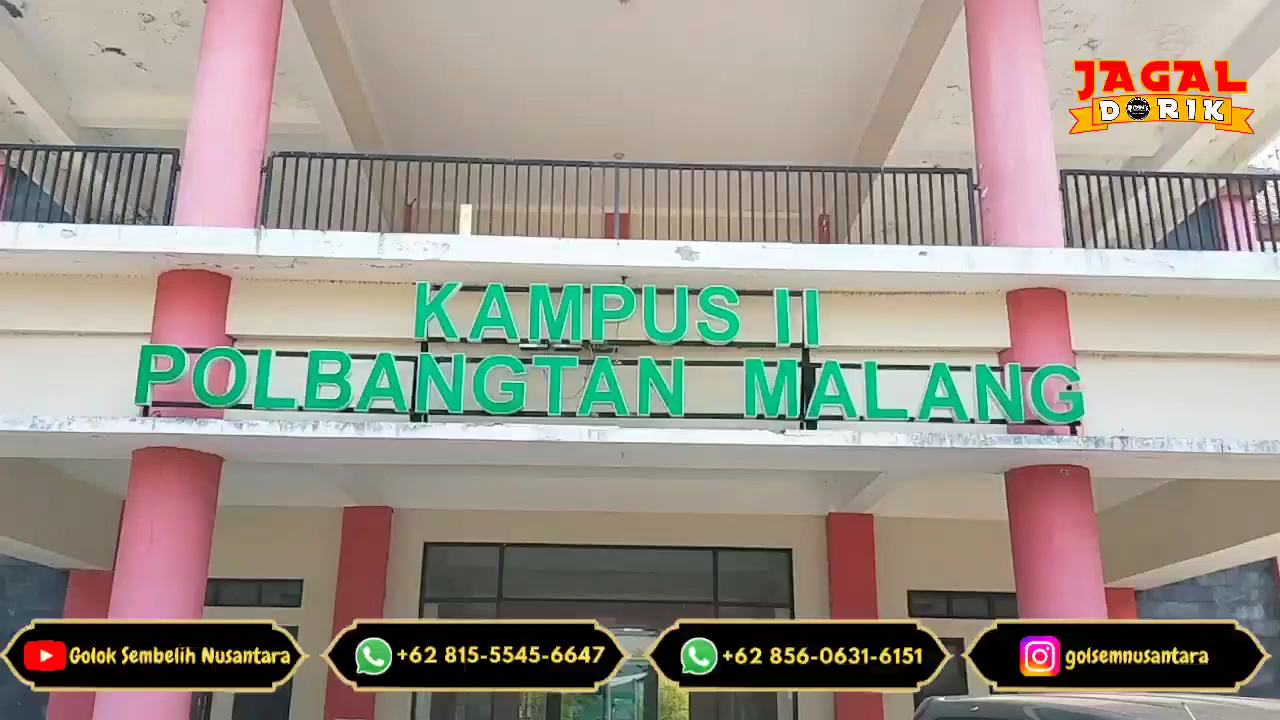 JAGAL
DORIK
KAMPUS II
POLBANGTAN MALANG
Golok Sembelih Nusantara
+62 815-5545-6647
+62 856-0631-6151
golsemnusantara